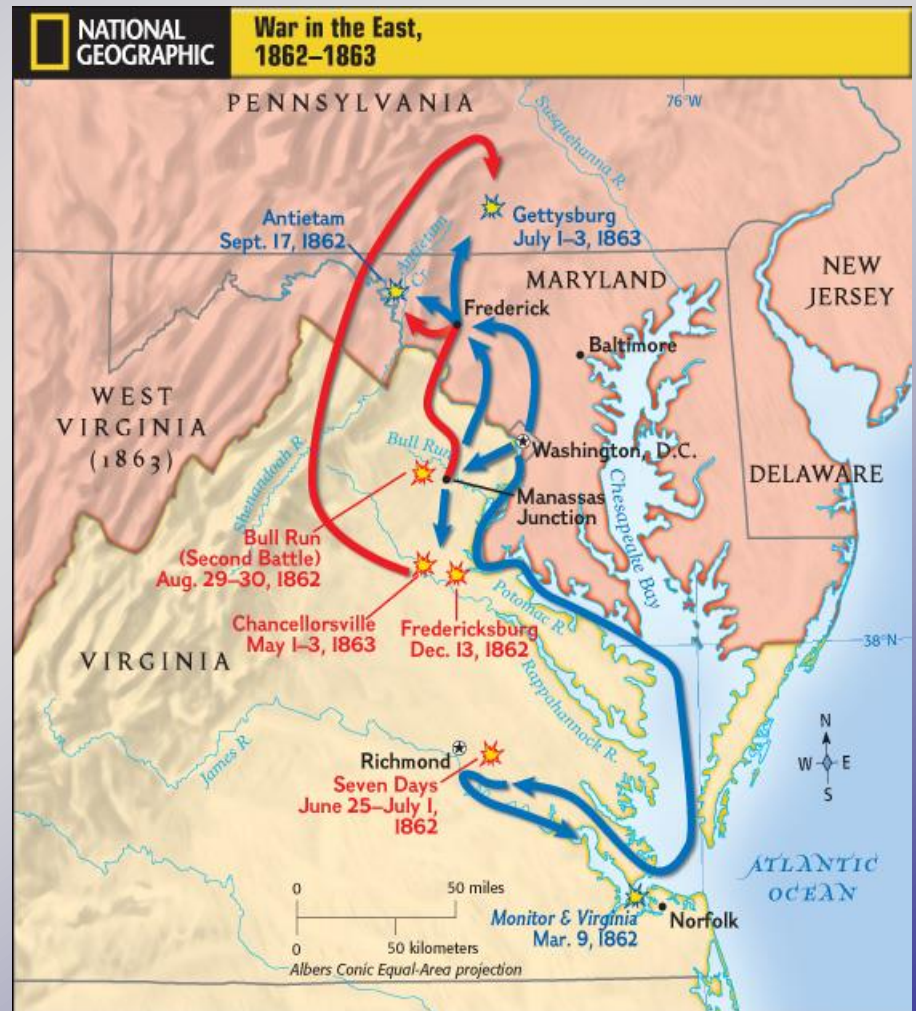 NATIONAL
GEOGRAPHIC
War in the East,
1862–1863
PENNSYLVANIA
76°W
Susquehanna R.
Antietam
Sept. 17, 1862
Antietam
Cr.
Gettysburg
July 1–3, 1863
MARYLAND
NEW
JERSEY
Frederick
Baltimore
WEST
VIRGINIA
(1863)
Shenandoah R.
Bull Run
Washington, D.C.
DELAWARE
Manassas
Junction
Chesapeake Bay
Bull Run
(Second Battle)
Aug. 29–30, 1862
Chancellorsville
May 1–3, 1863
Fredericksburg
Dec. 13, 1862
Potomac R.
38°N
VIRGINIA
Rappahannock R.
James R.
Richmond
Seven Days
June 25–July 1,
1862
N
W E
S
ATLANTIC
OCEAN
0 50 miles
0 50 kilometers
Albers Conic Equal-Area projection
Monitor & Virginia
Mar. 9, 1862
Norfolk